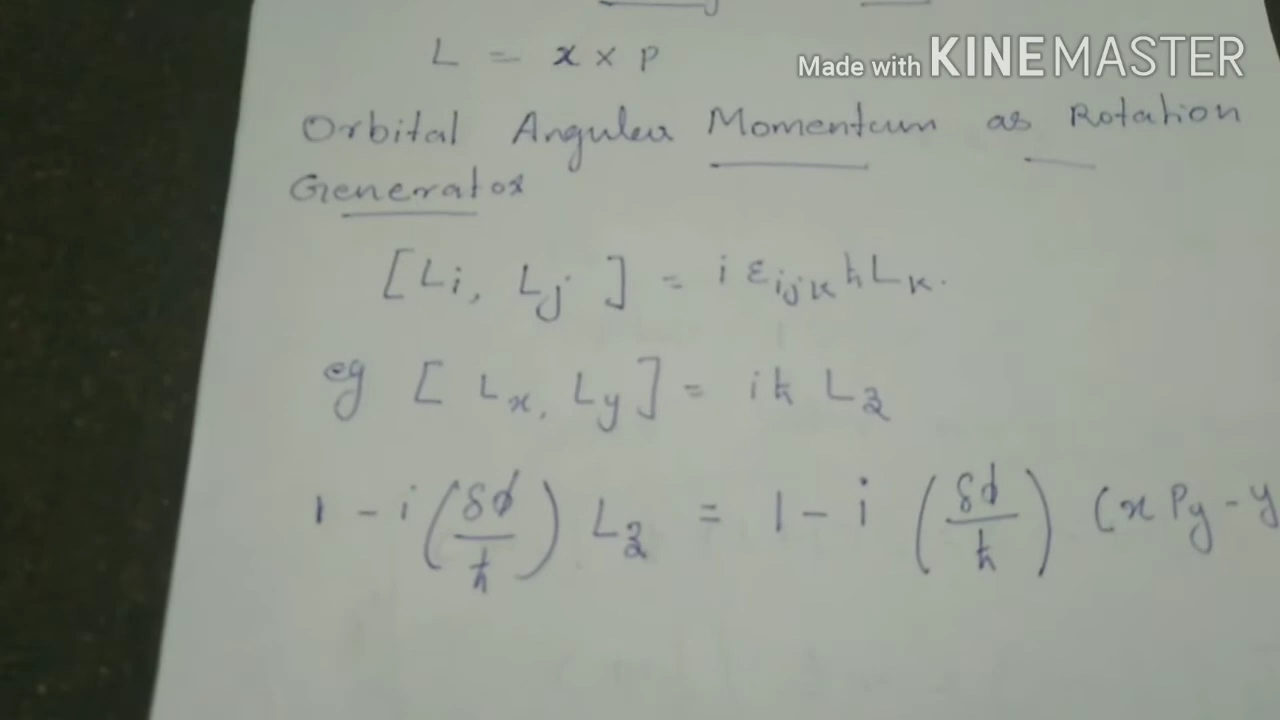 L = x × p
Made with KINEMASTER
Orbital Angular Momentum as Rotation
Generator
[Li, Lj] = i εijk ħ Lk.
eg [Lx, Ly] = iħ Lz
1 - i (δφ/ħ) Lz = 1 - i (δφ/ħ) (x Py - y